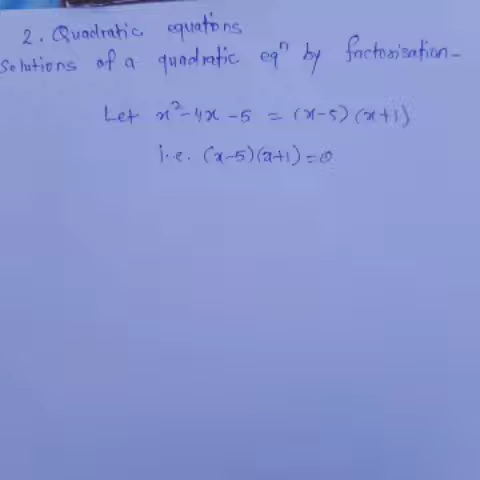 2. Quadratic equations
Solutions of a quadratic eqⁿ by factorisation-
Let x²-4x-5 = (x-5)(x+1)
i.e. (x-5)(x+1)=0